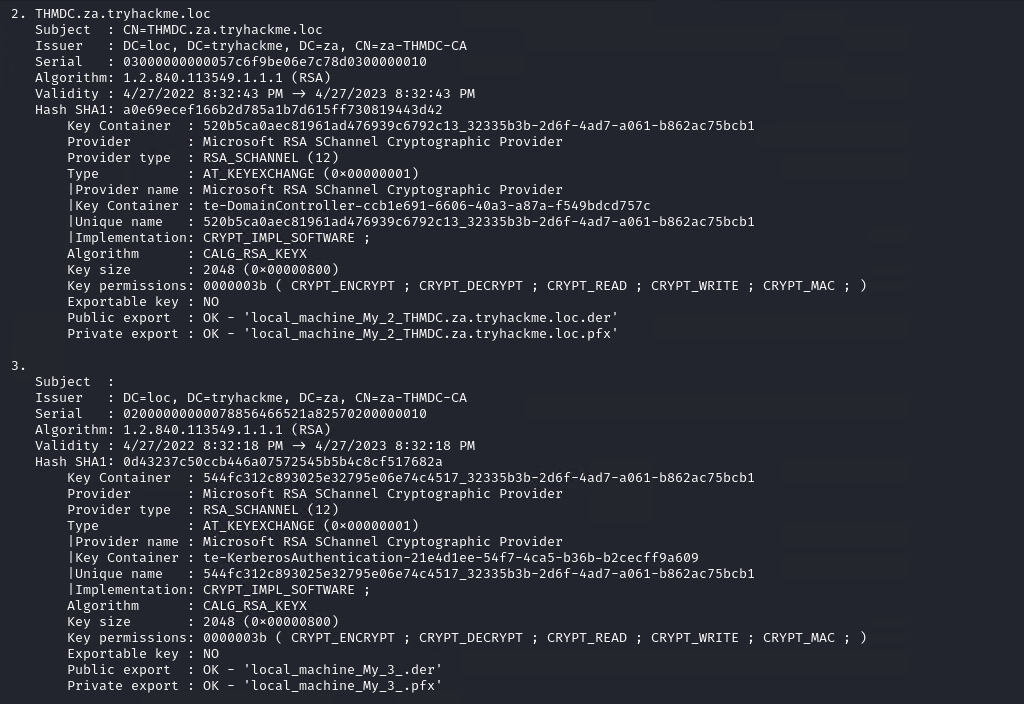 2. THMDC.za.tryhackme.loc
Subject  : CN=THMDC.za.tryhackme.loc
Issuer   : DC=loc, DC=tryhackme, DC=za, CN=za-THMDC-CA
Serial   : 03000000000057c6f9be06e7c78d0300000010
Algorithm: 1.2.840.113549.1.1.1 (RSA)
Validity : 4/27/2022 8:32:43 PM → 4/27/2023 8:32:43 PM
Hash SHA1: a0e69ecef166b2d785a1b7d615ff730819443d42
Key Container  : 520b5ca0aec81961ad476939c6792c13_32335b3b-2d6f-4ad7-a061-b862ac75bcb1
Provider       : Microsoft RSA SChannel Cryptographic Provider
Provider type  : RSA_SCHANNEL (12)
Type           : AT_KEYEXCHANGE (0×00000001)
|Provider name : Microsoft RSA SChannel Cryptographic Provider
|Key Container : te-DomainController-ccb1e691-6606-40a3-a87a-f549bdcd757c
|Unique name   : 520b5ca0aec81961ad476939c6792c13_32335b3b-2d6f-4ad7-a061-b862ac75bcb1
|Implementation: CRYPT_IMPL_SOFTWARE ;
Algorithm      : CALG_RSA_KEYX
Key size       : 2048 (0×00000800)
Key permissions: 0000003b ( CRYPT_ENCRYPT ; CRYPT_DECRYPT ; CRYPT_READ ; CRYPT_WRITE ; CRYPT_MAC ; )
Exportable key : NO
Public export  : OK - 'local_machine_My_2_THMDC.za.tryhackme.loc.der'
Private export : OK - 'local_machine_My_2_THMDC.za.tryhackme.loc.pfx'
3.
Subject  :
Issuer   : DC=loc, DC=tryhackme, DC=za, CN=za-THMDC-CA
Serial   : 02000000000078856466521a82570200000010
Algorithm: 1.2.840.113549.1.1.1 (RSA)
Validity : 4/27/2022 8:32:18 PM → 4/27/2023 8:32:18 PM
Hash SHA1: 0d43237c50ccb446a07572545b5b4c8cf517682a
Key Container  : 544fc312c893025e32795e06e74c4517_32335b3b-2d6f-4ad7-a061-b862ac75bcb1
Provider       : Microsoft RSA SChannel Cryptographic Provider
Provider type  : RSA_SCHANNEL (12)
Type           : AT_KEYEXCHANGE (0×00000001)
|Provider name : Microsoft RSA SChannel Cryptographic Provider
|Key Container : te-KerberosAuthentication-21e4d1ee-54f7-4ca5-b36b-b2cecff9a609
|Unique name   : 544fc312c893025e32795e06e74c4517_32335b3b-2d6f-4ad7-a061-b862ac75bcb1
|Implementation: CRYPT_IMPL_SOFTWARE ;
Algorithm      : CALG_RSA_KEYX
Key size       : 2048 (0×00000800)
Key permissions: 0000003b ( CRYPT_ENCRYPT ; CRYPT_DECRYPT ; CRYPT_READ ; CRYPT_WRITE ; CRYPT_MAC ; )
Exportable key : NO
Public export  : OK - 'local_machine_My_3_.der'
Private export : OK - 'local_machine_My_3_.pfx'